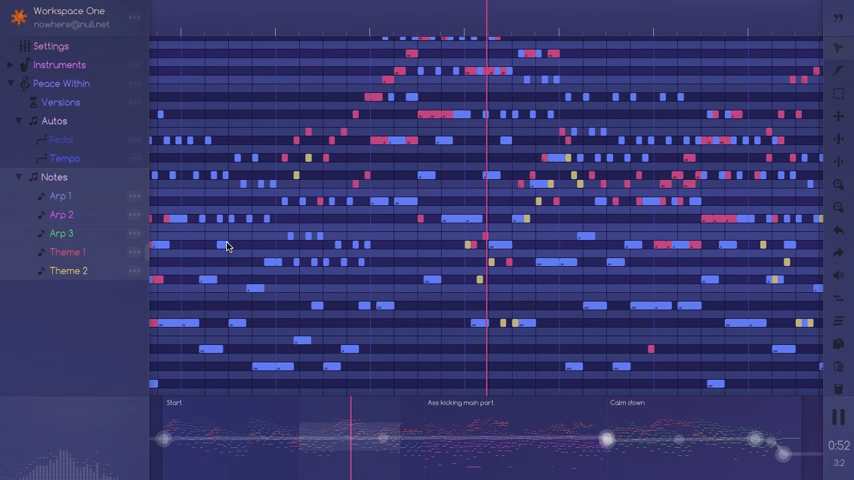 Workspace One
nowhere@null.net
Settings
Instruments
Peace Within
Versions
Autos
Pedal
Tempo
Notes
Arp 1
Arp 2
Arp 3
Theme 1
Theme 2
Start
Ass kicking main part
Calm down
0:52
3:2